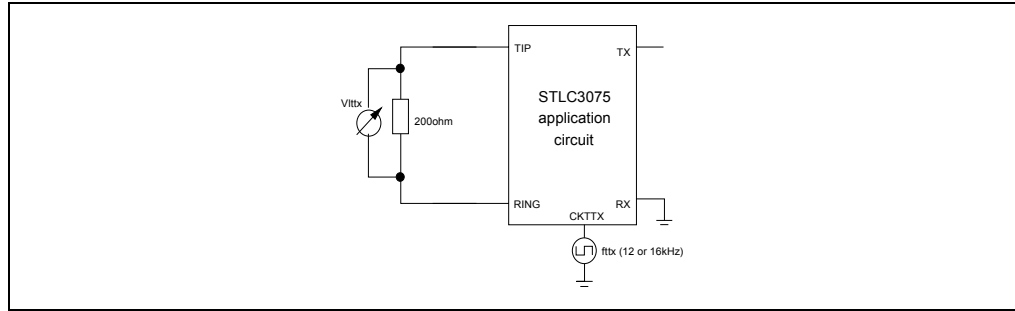 TIP
TX
Vlttx
STLC3075
application
circuit
200ohm
RING
RX
CKTTX
fttx (12 or 16kHz)